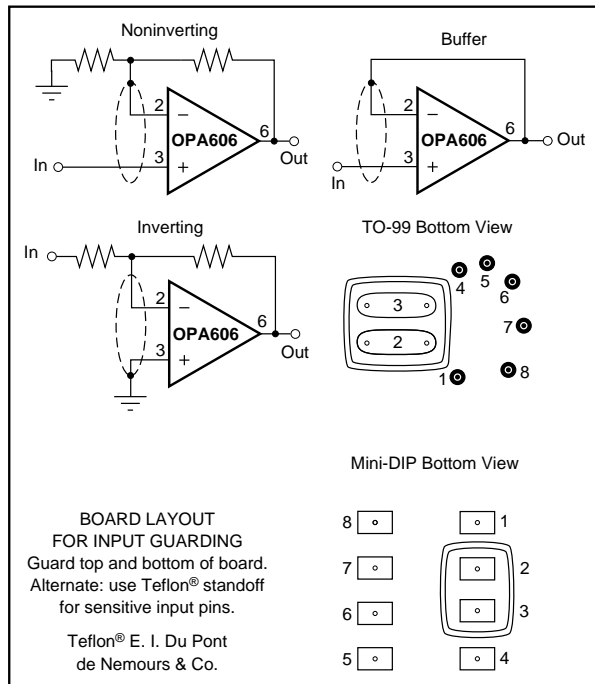 Noninverting
2
−
OPA606
6
3
+
In
Out
Buffer
2
−
OPA606
6
3
+
In
Out
Inverting
In
2
−
OPA606
6
3
+
Out
TO-99 Bottom View
4
5
6
3
7
2
1
8
Mini-DIP Bottom View
8
1
7
2
6
3
5
4
BOARD LAYOUT
FOR INPUT GUARDING
Guard top and bottom of board.
Alternate: use Teflon® standoff
for sensitive input pins.
Teflon® E. I. Du Pont
de Nemours & Co.